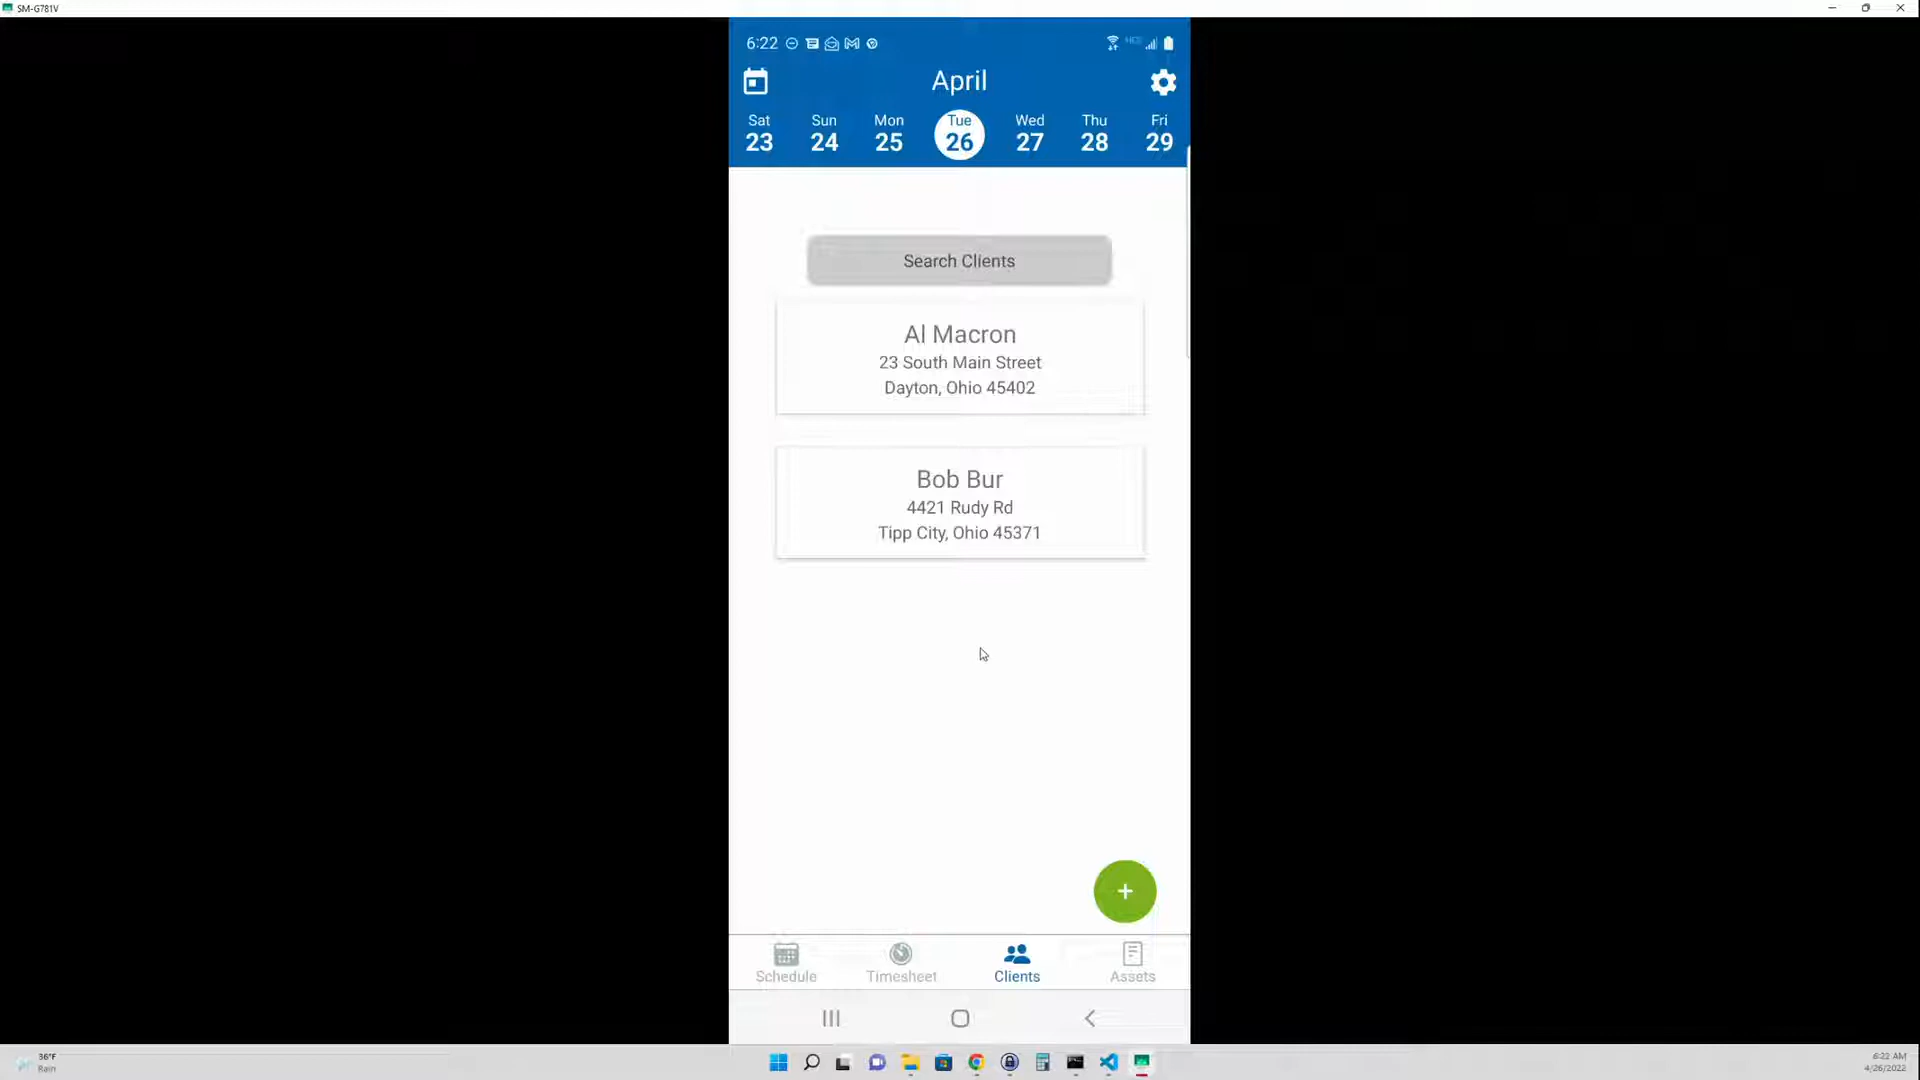 SM-G781V
6:22
April
Sat Sun Mon Tue Wed Thu Fri
23 24 25 26 27 28 29
Search Clients
Al Macron
23 South Main Street
Dayton, Ohio 45402
Bob Bur
4421 Rudy Rd
Tipp City, Ohio 45371
+
Schedule Timesheet Clients Assets
36°F
Rain
6:22 AM
4/26/2022